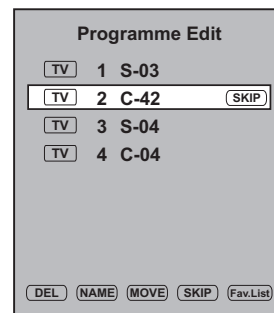 Programme Edit
TV 1 S-03
TV 2 C-42 SKIP
TV 3 S-04
TV 4 C-04
DEL NAME MOVE SKIP Fav.List